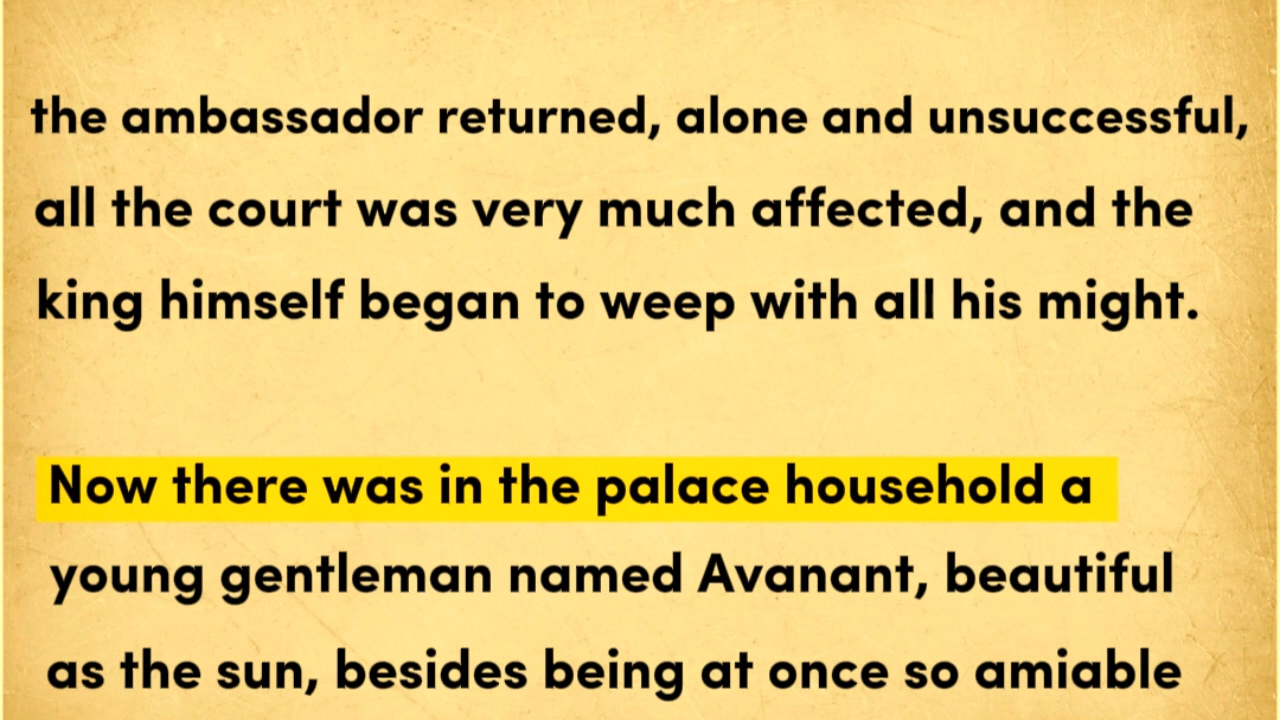 the ambassador returned, alone and unsuccessful,
all the court was very much affected, and the
king himself began to weep with all his might.
Now there was in the palace household a
young gentleman named Avanant, beautiful
as the sun, besides being at once so amiable